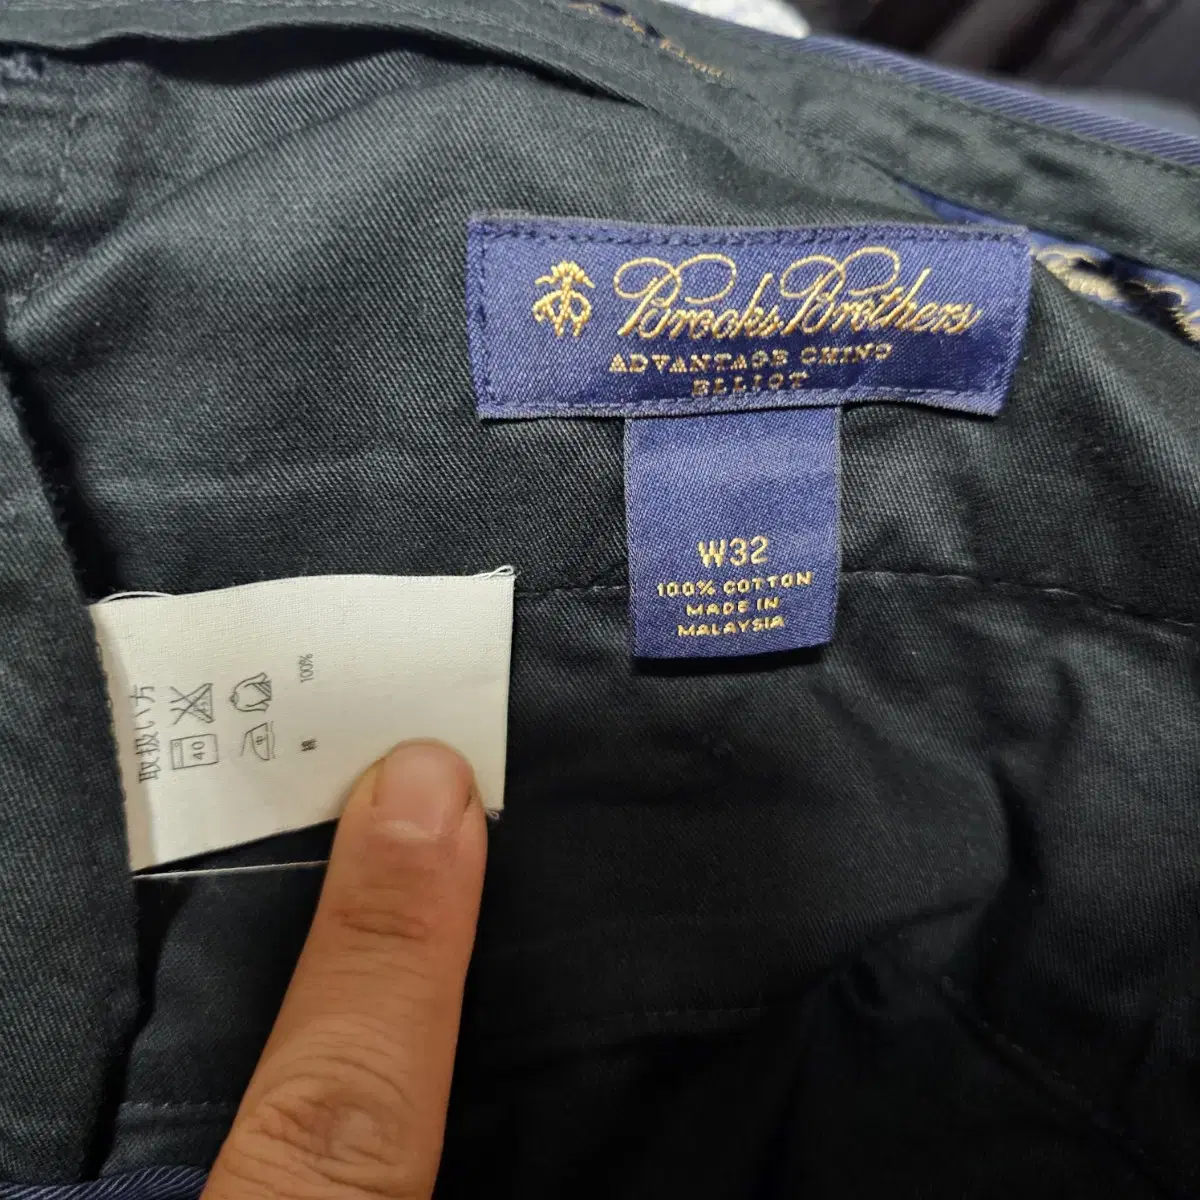 Brooks Brothers
ADVANTAGE CHINO
ELLIOT
W32
100% COTTON
MADE IN
MALAYSIA
取扱い方
40
綿 100%